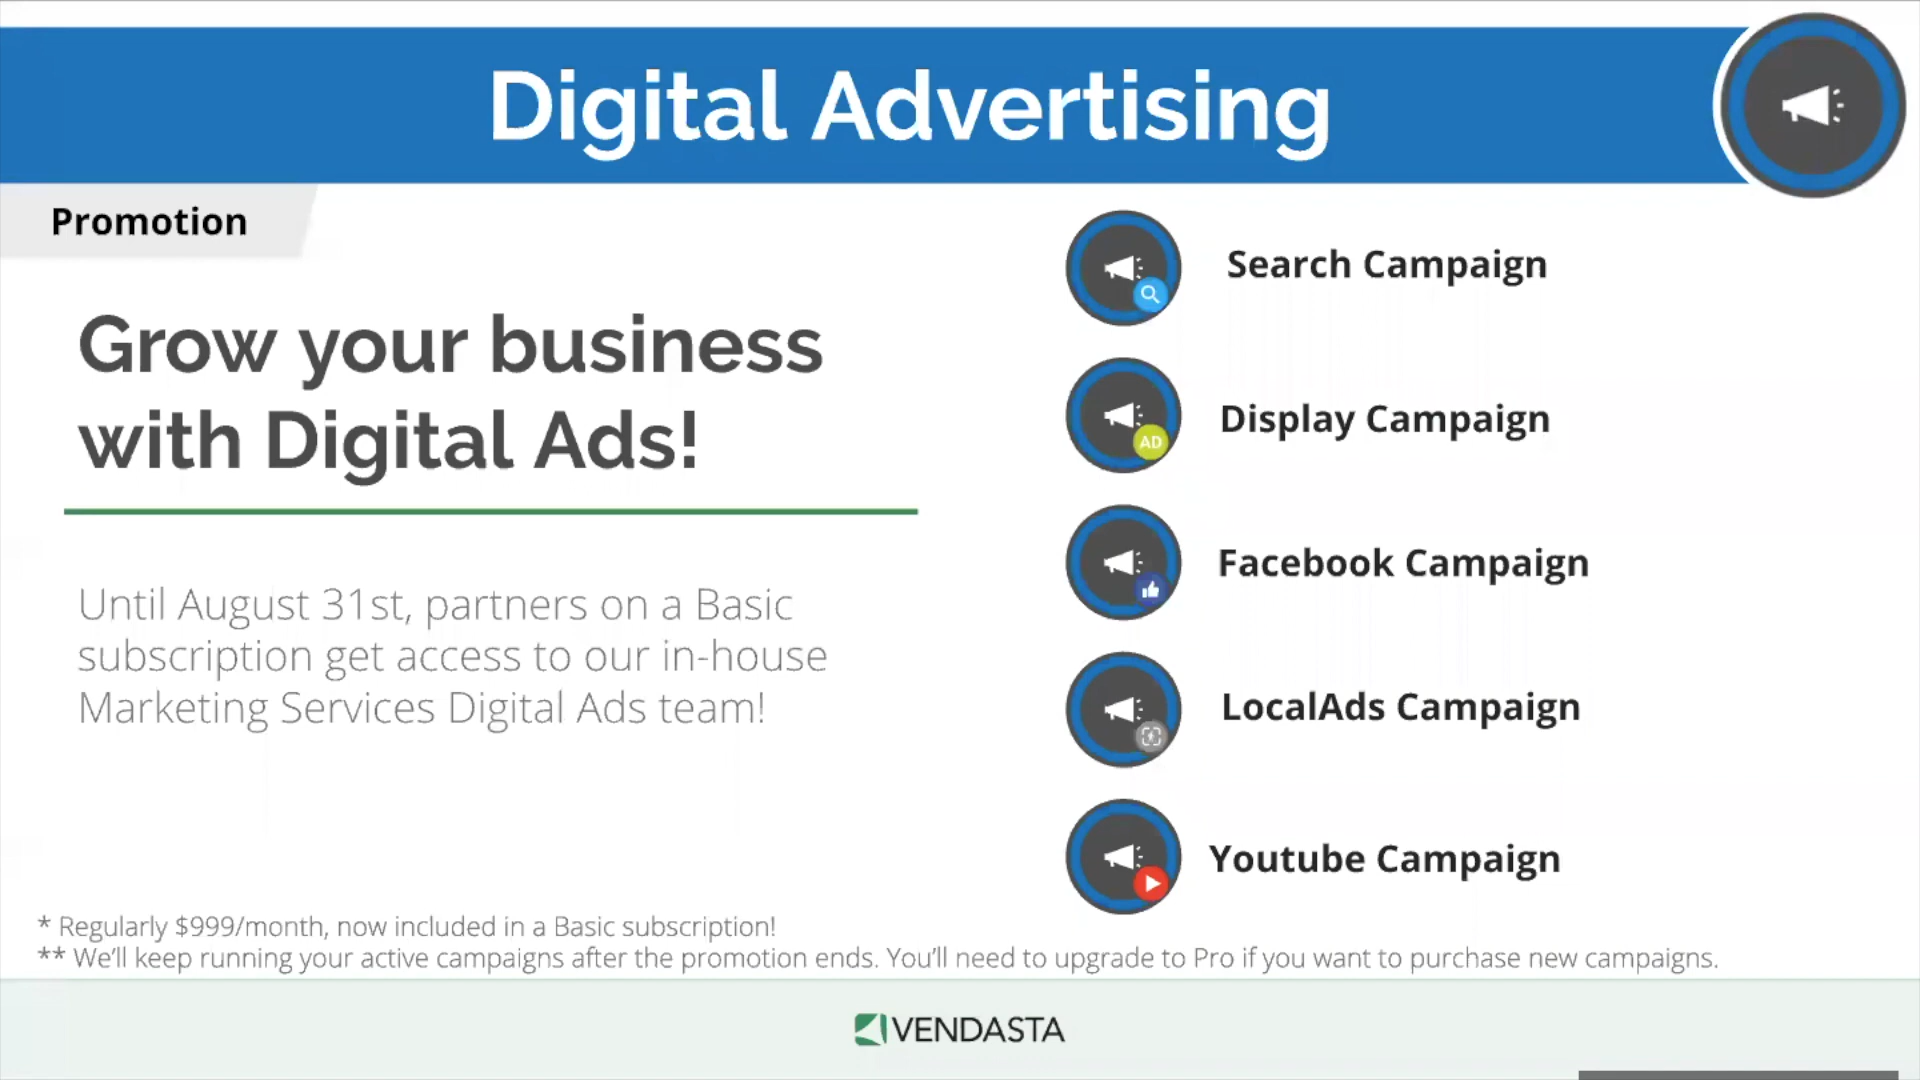 Digital Advertising
Promotion
Grow your business
with Digital Ads!
Until August 31st, partners on a Basic
subscription get access to our in-house
Marketing Services Digital Ads team!
Search Campaign
AD
Display Campaign
Facebook Campaign
LocalAds Campaign
Youtube Campaign
* Regularly $999/month, now included in a Basic subscription!
** We'll keep running your active campaigns after the promotion ends. You'll need to upgrade to Pro if you want to purchase new campaigns.
VENDASTA